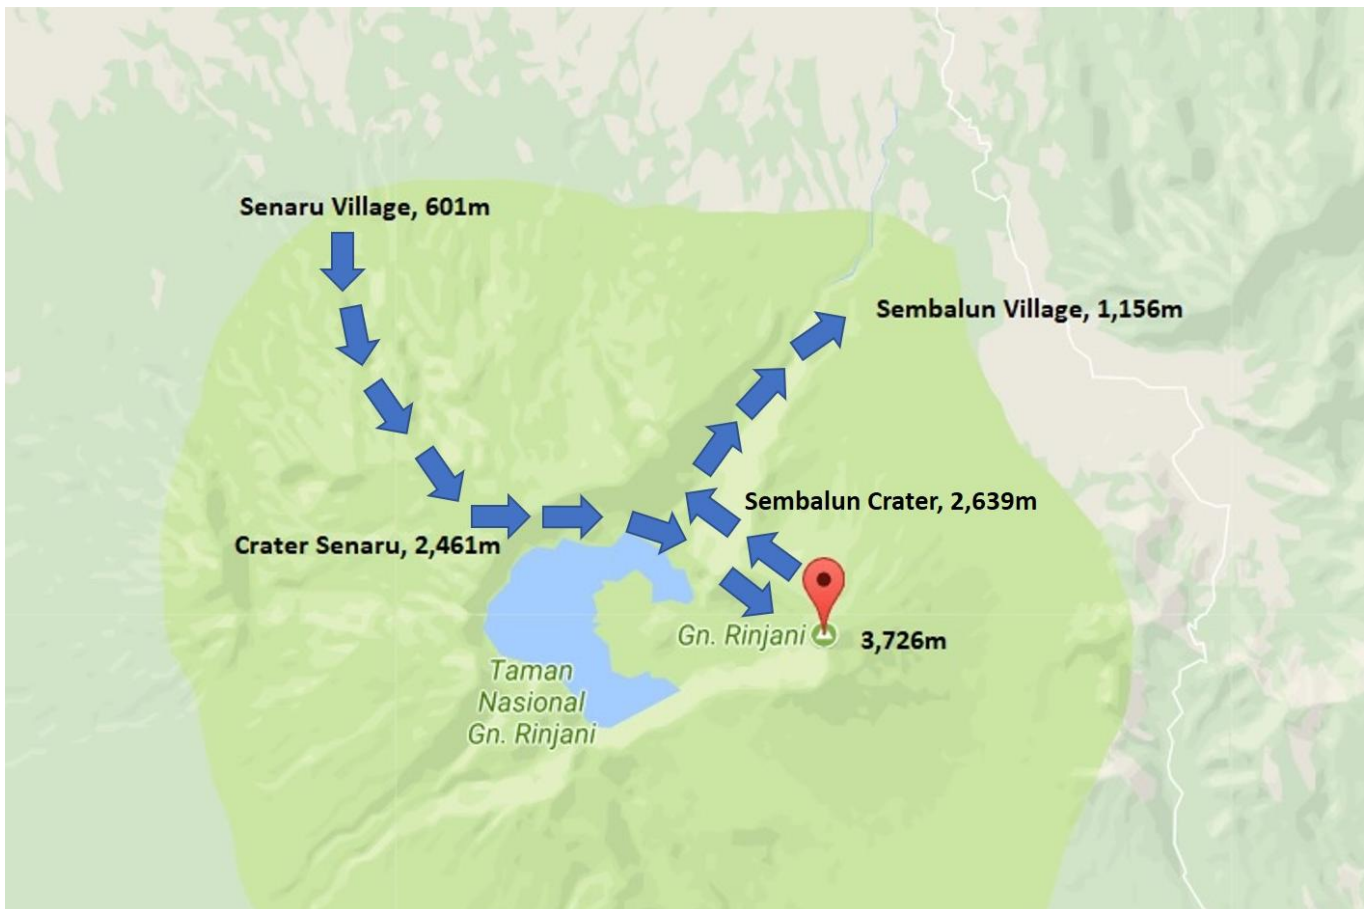 Senaru Village, 601m
Sembalun Village, 1,156m
Sembalun Crater, 2,639m
Crater Senaru, 2,461m
Gn. Rinjani
3,726m
Taman
Nasional
Gn. Rinjani